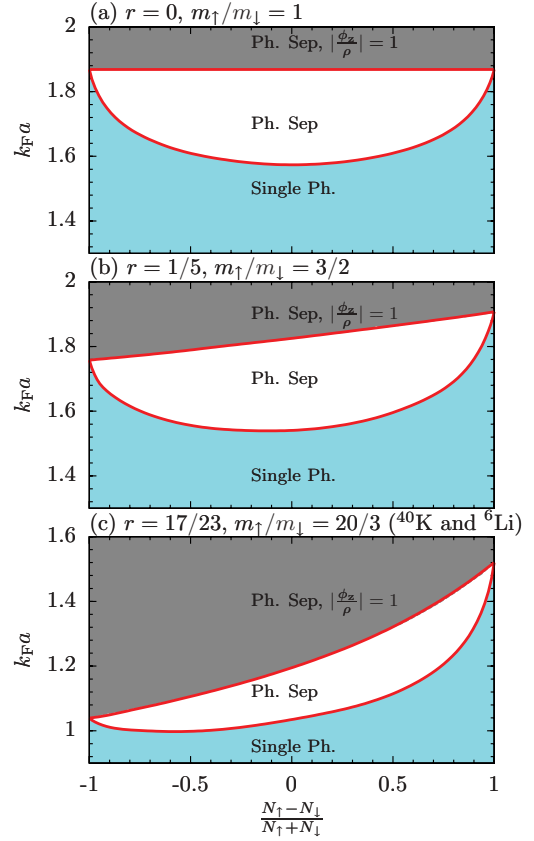 (a) r = 0, m↑/m↓ = 1
2
Ph. Sep, |ϕz/ρ| = 1
1.8
kFa
Ph. Sep
1.6
Single Ph.
1.4
(b) r = 1/5, m↑/m↓ = 3/2
2
Ph. Sep, |ϕz/ρ| = 1
1.8
kFa
Ph. Sep
1.6
Single Ph.
1.4
(c) r = 17/23, m↑/m↓ = 20/3 (⁴⁰K and ⁶Li)
1.6
Ph. Sep, |ϕz/ρ| = 1
1.4
kFa
1.2
Ph. Sep
1
Single Ph.
-1 -0.5 0 0.5 1
N↑−N↓
N↑+N↓